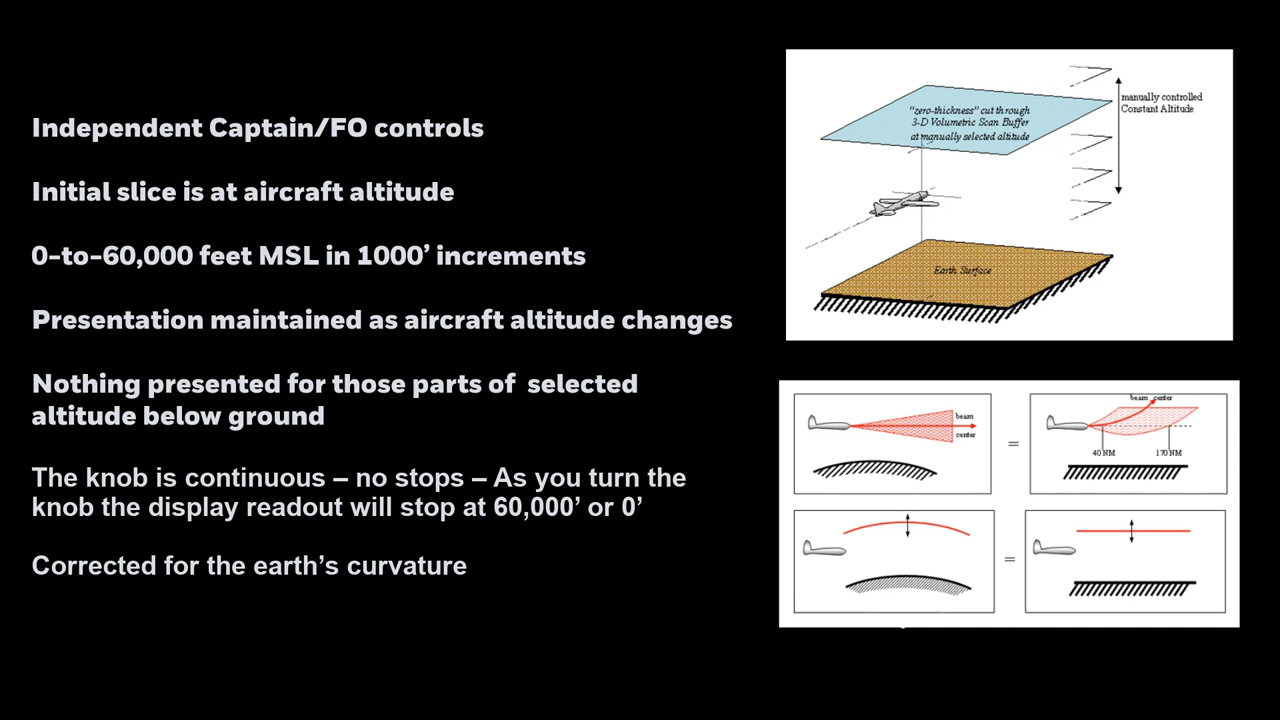 Independent Captain/FO controls
Initial slice is at aircraft altitude
0-to-60,000 feet MSL in 1000’ increments
Presentation maintained as aircraft altitude changes
Nothing presented for those parts of selected
altitude below ground
The knob is continuous – no stops – As you turn the
knob the display readout will stop at 60,000’ or 0’
Corrected for the earth’s curvature
"zero-thickness" cut through
3-D Volumetric Scan Buffer
at manually selected altitude
manually controlled
Constant Altitude
Earth Surface
beam
center
=
beam center
40 NM
170 NM
=